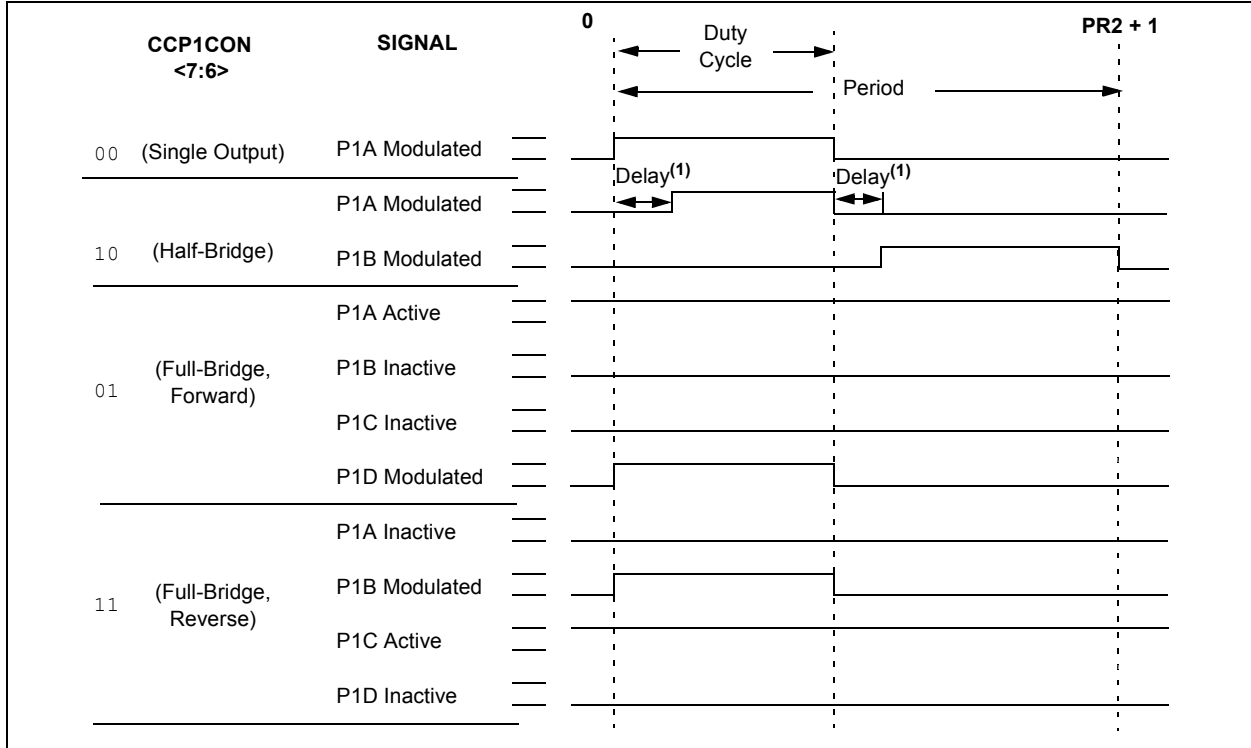 CCP1CON
<7:6>
SIGNAL
0
PR2 + 1
Duty
Cycle
Period
00 (Single Output) P1A Modulated
Delay(1) Delay(1)
P1A Modulated
10 (Half-Bridge)
P1B Modulated
P1A Active
01 (Full-Bridge,
Forward)
P1B Inactive
P1C Inactive
P1D Modulated
P1A Inactive
11 (Full-Bridge,
Reverse)
P1B Modulated
P1C Active
P1D Inactive